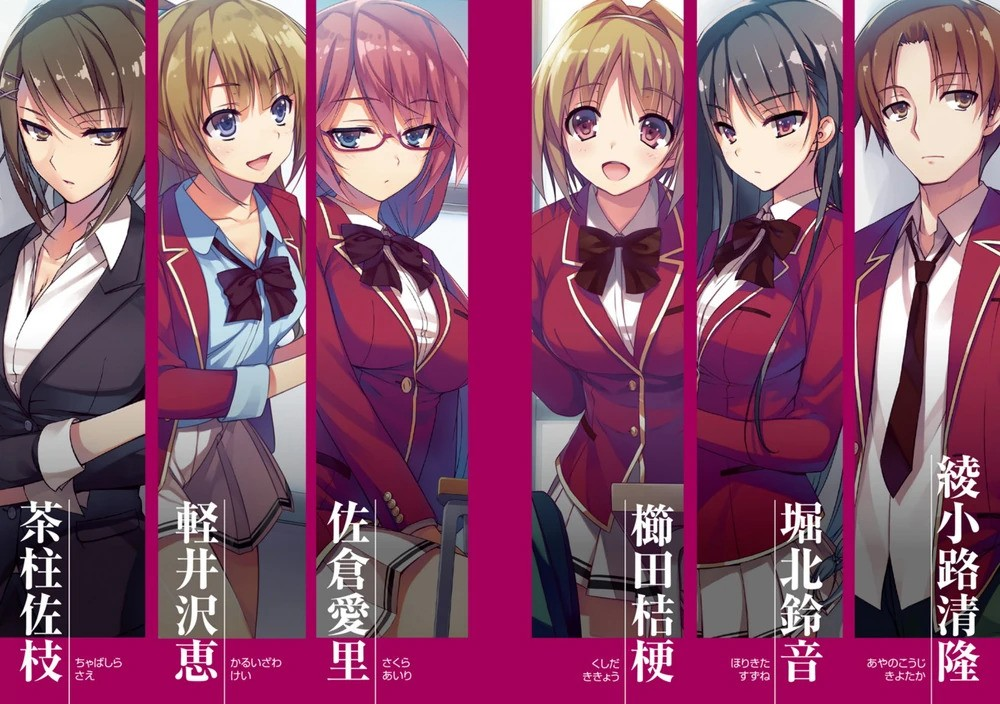 綾小路清隆
あやのこうじ
きよたか
堀北鈴音
ほりきた
すずね
櫛田桔梗
くしだ
ききょう
佐倉愛里
さくら
あいり
軽井沢恵
かるいざわ
けい
茶柱佐枝
ちゃばしら
さえ